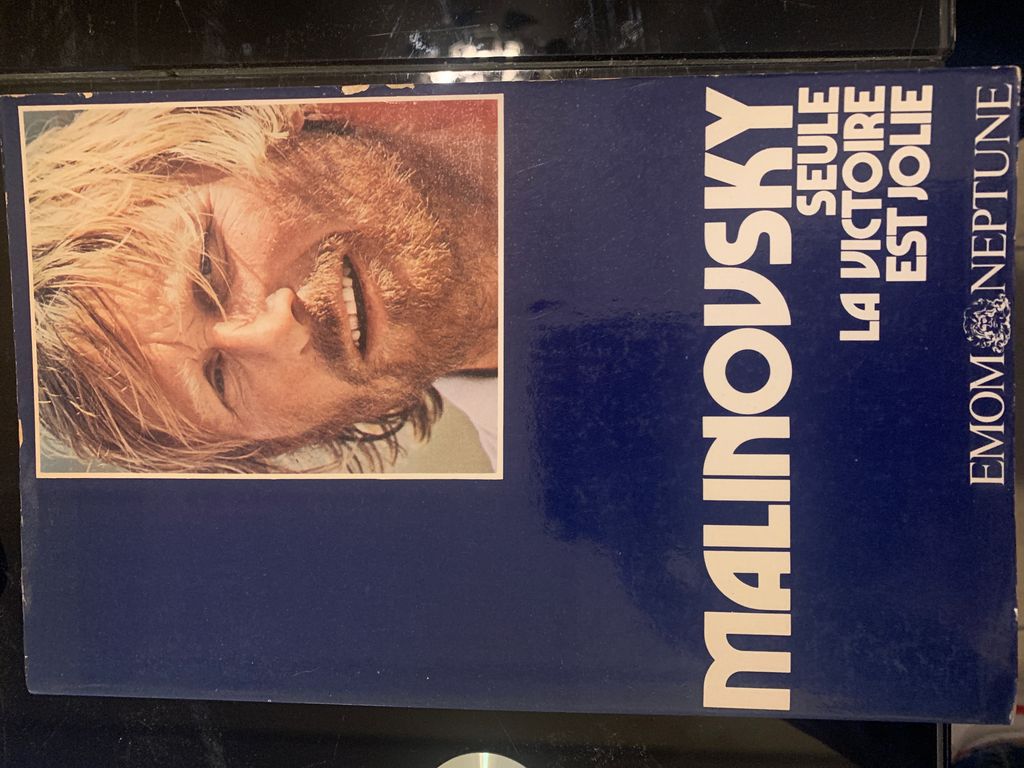 MALINOVSKY
SEULE
LA VICTOIRE
EST JOLIE
EMOM NEPTUNE